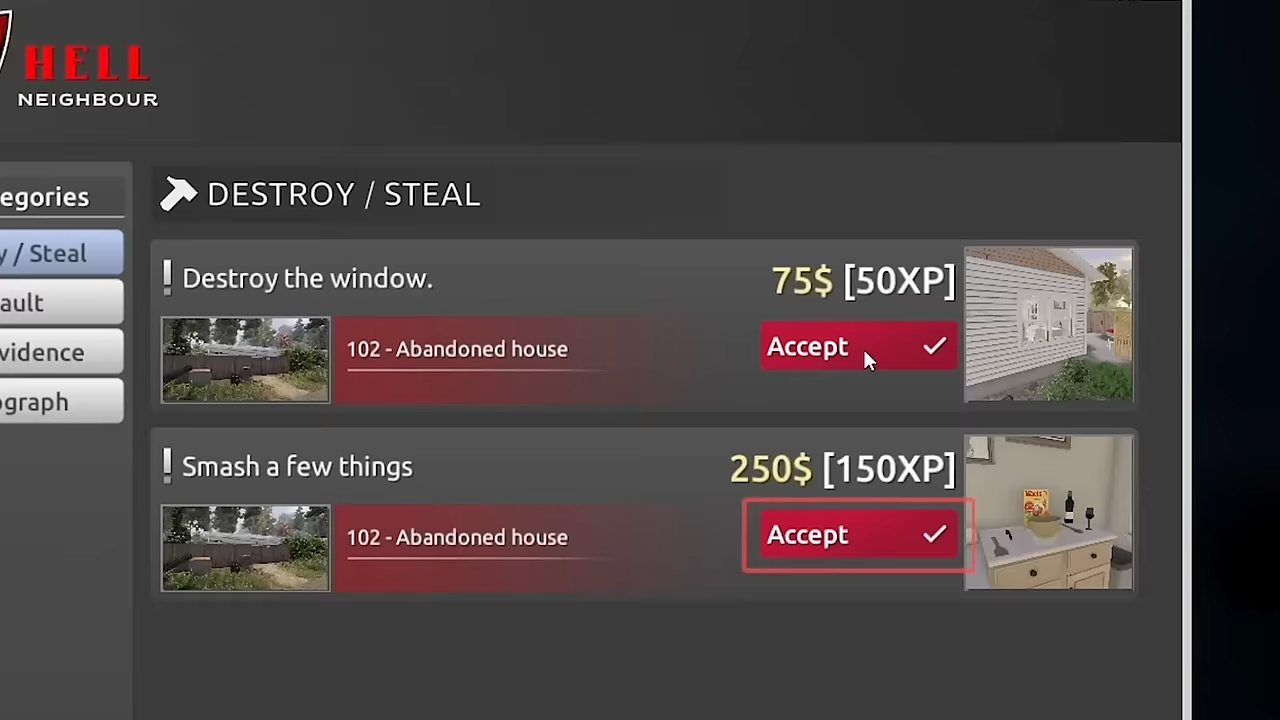 HELL
NEIGHBOUR
egories
DESTROY / STEAL
y / Steal
ault
vidence
ograph
Destroy the window.
75$ [50XP]
102 - Abandoned house
Accept
Smash a few things
250$ [150XP]
102 - Abandoned house
Accept